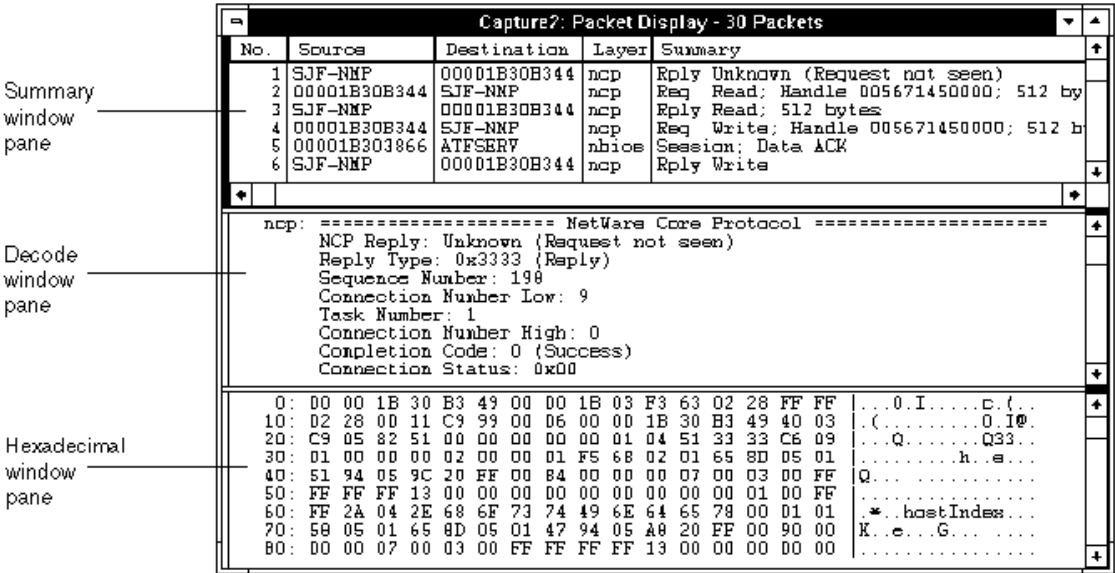 Capture2: Packet Display - 30 Packets
No. Source Destination Layer Summary
1 SJF-NMP 00001B30B344 ncp Rply Unknown (Request not seen)
2 00001B30B344 SJF-NMP ncp Req Read; Handle 005671450000; 512 by
3 SJF-NMP 00001B30B344 ncp Rply Read; 512 bytes
4 00001B30B344 SJF-NMP ncp Req Write; Handle 005671450000; 512 b
5 00001B303866 ATFSERV nbios Session; Data ACK
6 SJF-NMP 00001B30B344 ncp Rply Write
Summary
window
pane
ncp: ===================== NetWare Core Protocol =====================
NCP Reply: Unknown (Request not seen)
Reply Type: 0x3333 (Reply)
Sequence Number: 198
Connection Number Low: 9
Task Number: 1
Connection Number High: 0
Completion Code: 0 (Success)
Connection Status: 0x00
Decode
window
pane
0: 00 00 1B 30 B3 49 00 00 1B 03 F3 63 02 28 FF FF |...0.I.....c.(..
10: 02 28 00 11 C9 99 00 06 00 00 1B 30 B3 49 40 03 |.(.........0.I@.
20: C9 05 82 51 00 00 00 00 00 01 04 51 33 33 C6 09 |...Q.......Q33..
30: 01 00 00 00 02 00 00 01 F5 68 02 01 65 8D 05 01 |.........h..e...
40: 51 94 05 9C 20 FF 00 84 00 00 00 07 00 03 00 FF |Q... ...........
50: FF FF FF 13 00 00 00 00 00 00 00 00 00 01 00 FF |................
60: FF 2A 04 2E 68 6F 73 74 49 6E 64 65 78 00 D1 01 |.*..hostIndex...
70: 58 05 01 65 8D 05 01 47 94 05 A8 20 FF 00 90 00 |K..e...G... ....
80: 00 00 07 00 03 00 FF FF FF FF 13 00 00 00 00 00 |................
Hexadecimal
window
pane